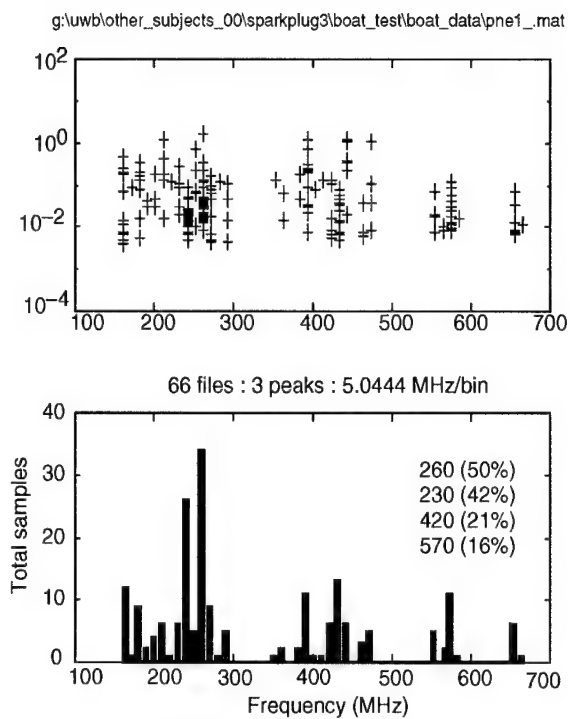 g:\uwb\other_subjects_00\sparkplug3\boat_test\boat_data\pne1_.mat
10^2
10^0
10^-2
10^-4
100 200 300 400 500 600 700
66 files : 3 peaks : 5.0444 MHz/bin
40
30
20
10
0
Total samples
260 (50%)
230 (42%)
420 (21%)
570 (16%)
100 200 300 400 500 600 700
Frequency (MHz)